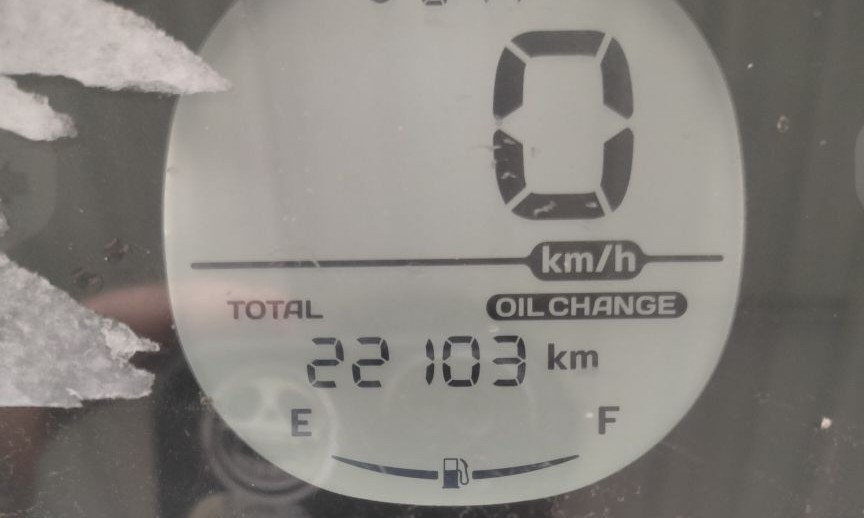 0
km/h
TOTAL OIL CHANGE
22103 km
E F